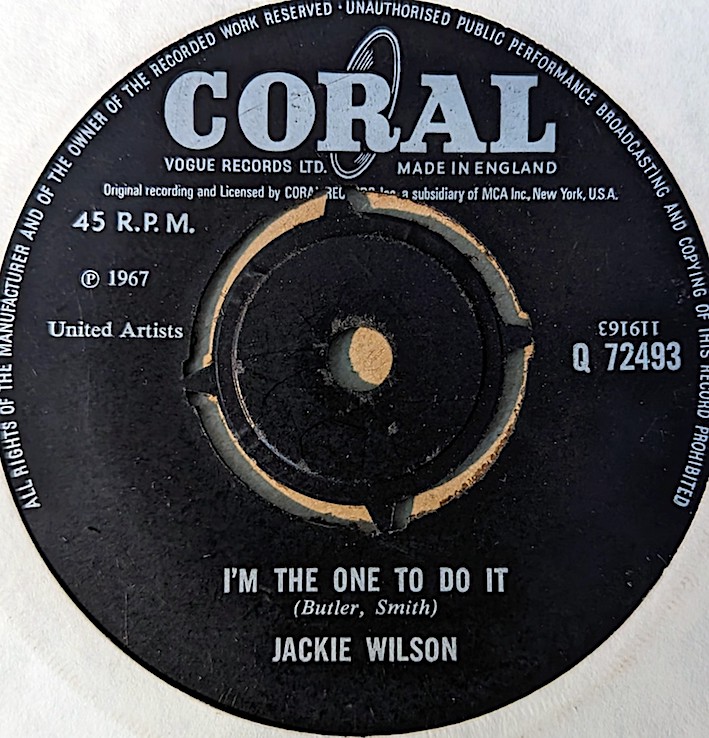 ALL RIGHTS OF THE MANUFACTURER AND OF THE OWNER OF THE RECORDED WORK RESERVED · UNAUTHORISED PUBLIC PERFORMANCE BROADCASTING AND COPYING OF THIS RECORD PROHIBITED
CORAL
VOGUE RECORDS LTD. MADE IN ENGLAND
Original recording and Licensed by CORAL a subsidiary of MCA Inc., New York, U.S.A.
45 R.P.M.
℗ 1967
United Artists
119163
Q 72493
I'M THE ONE TO DO IT
(Butler, Smith)
JACKIE WILSON